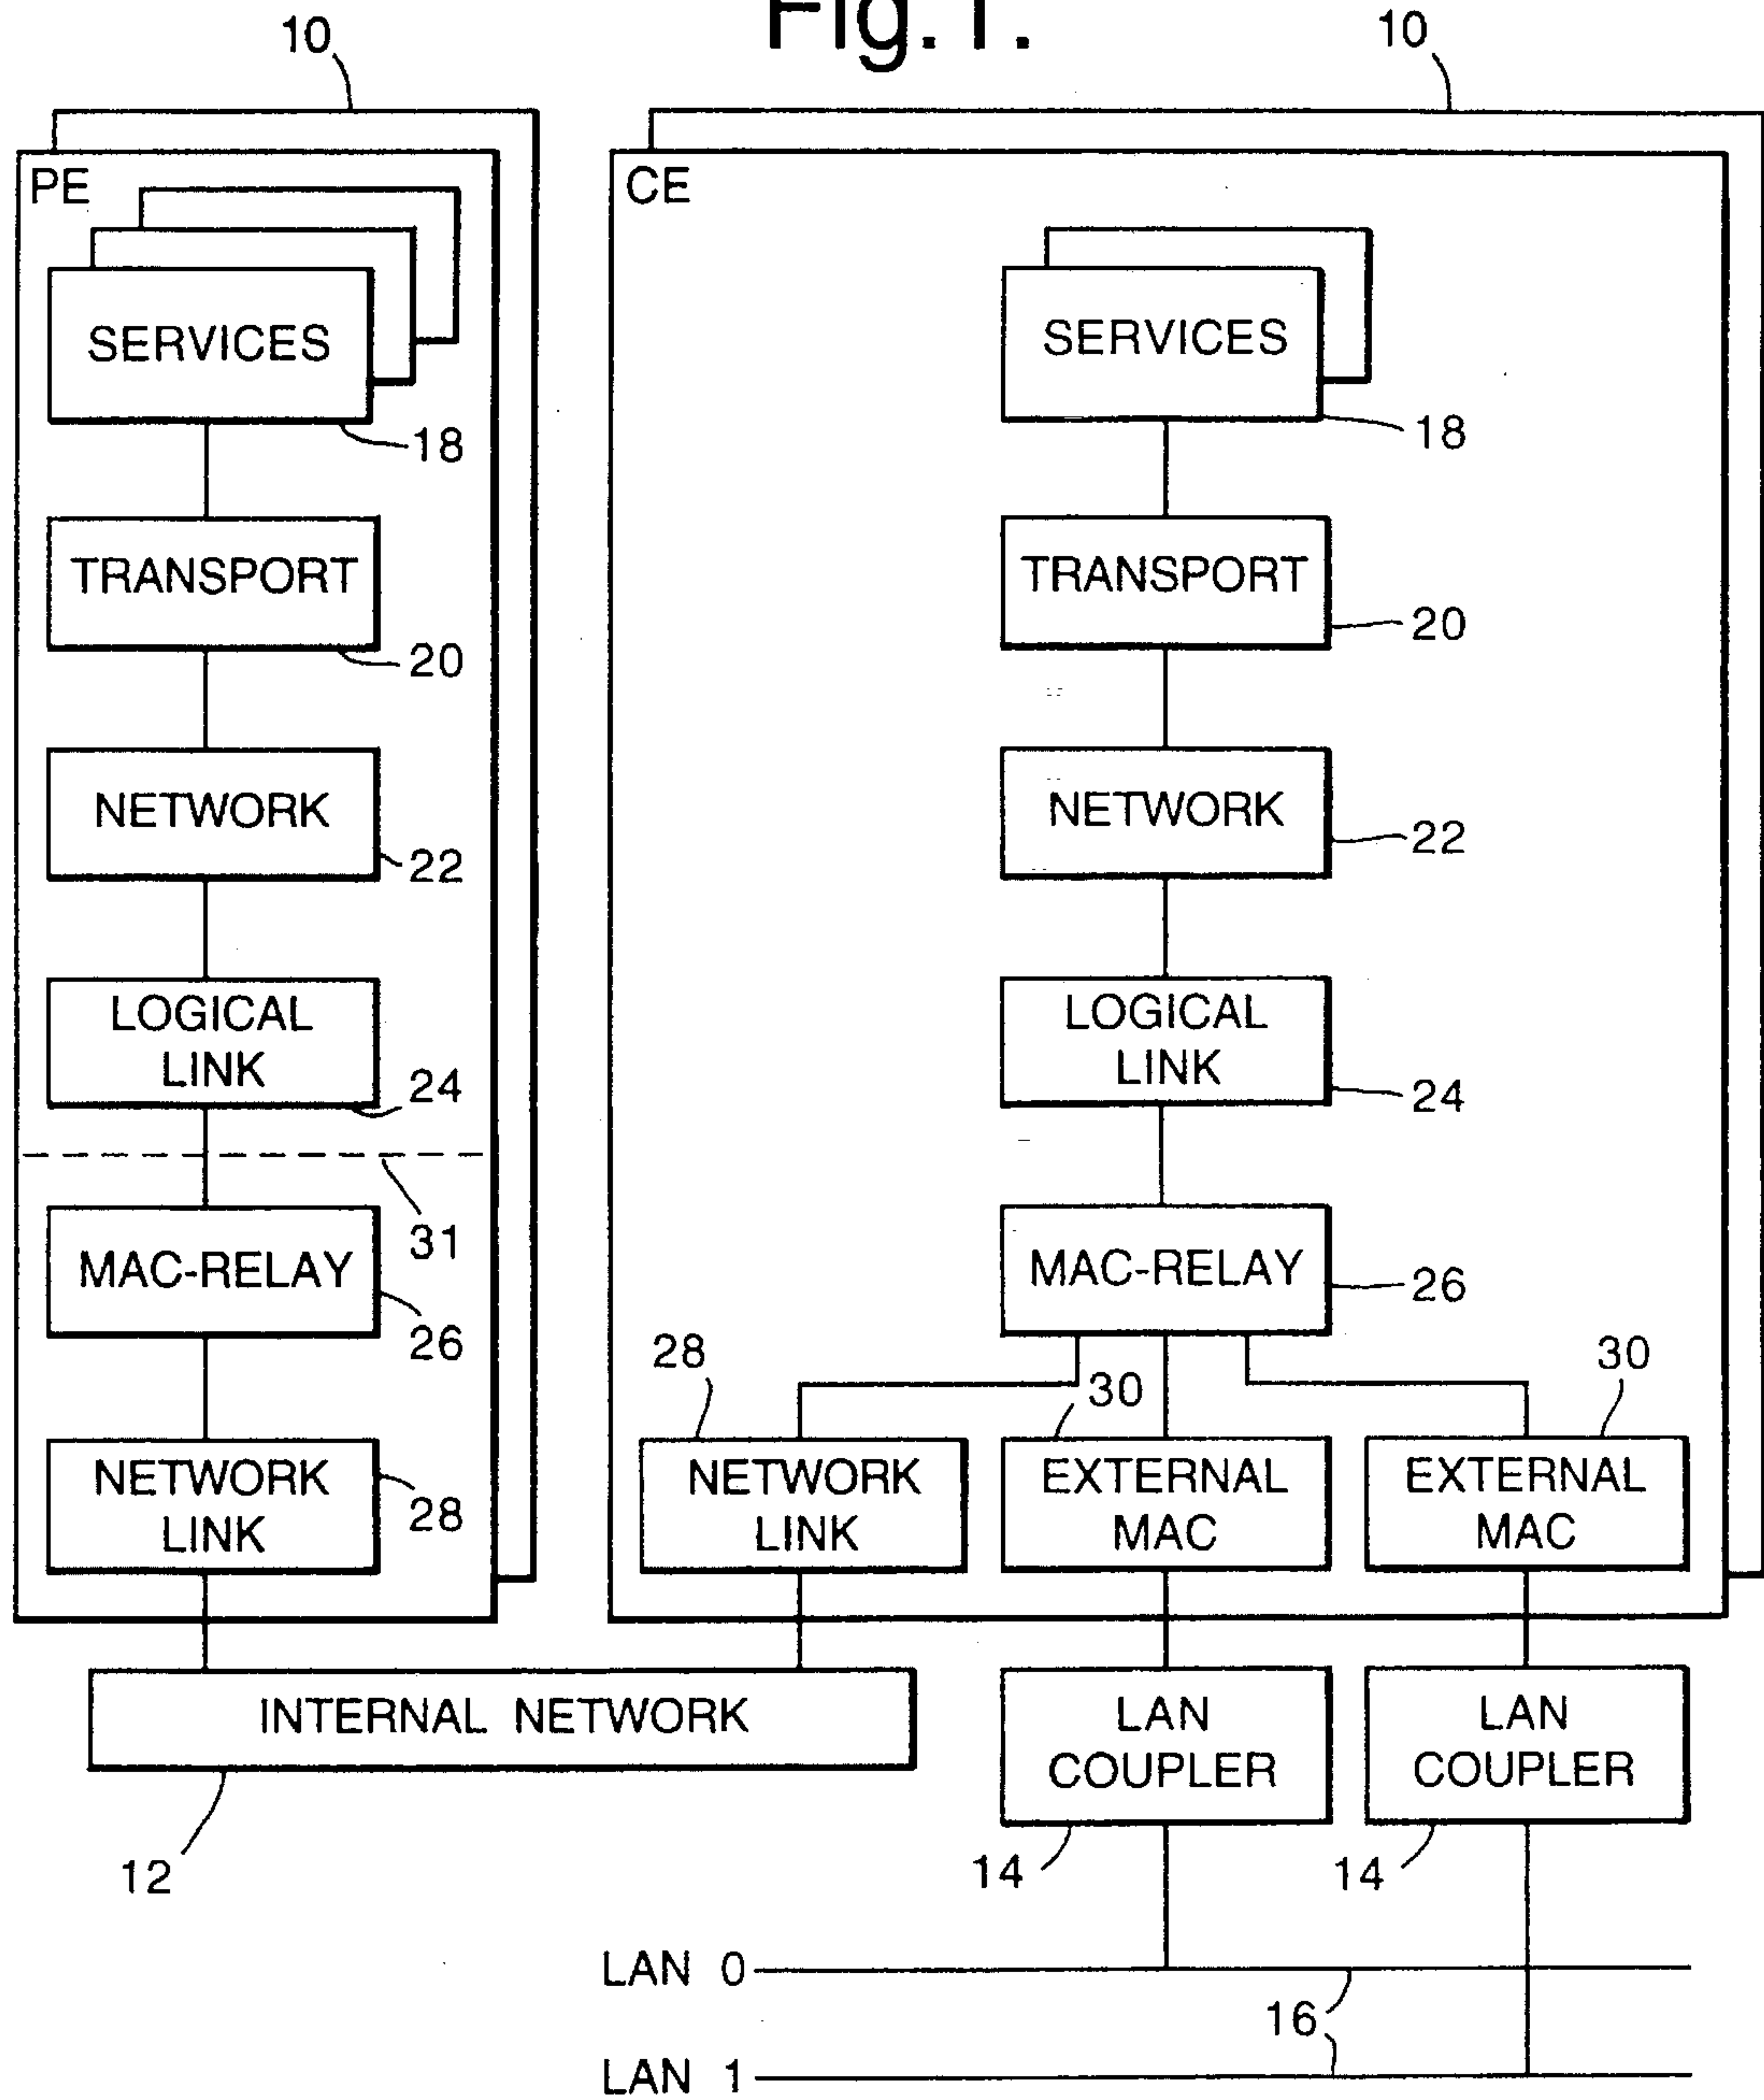 Fig.1.
10
10
PE
CE
SERVICES
SERVICES
18
18
TRANSPORT
TRANSPORT
20
20
NETWORK
NETWORK
22
22
LOGICAL
LINK
LOGICAL
LINK
24
24
31
MAC-RELAY
MAC-RELAY
26
26
28
30
30
NETWORK
LINK
28
NETWORK
LINK
EXTERNAL
MAC
EXTERNAL
MAC
INTERNAL NETWORK
LAN
COUPLER
LAN
COUPLER
12
14
14
LAN 0
16
LAN 1